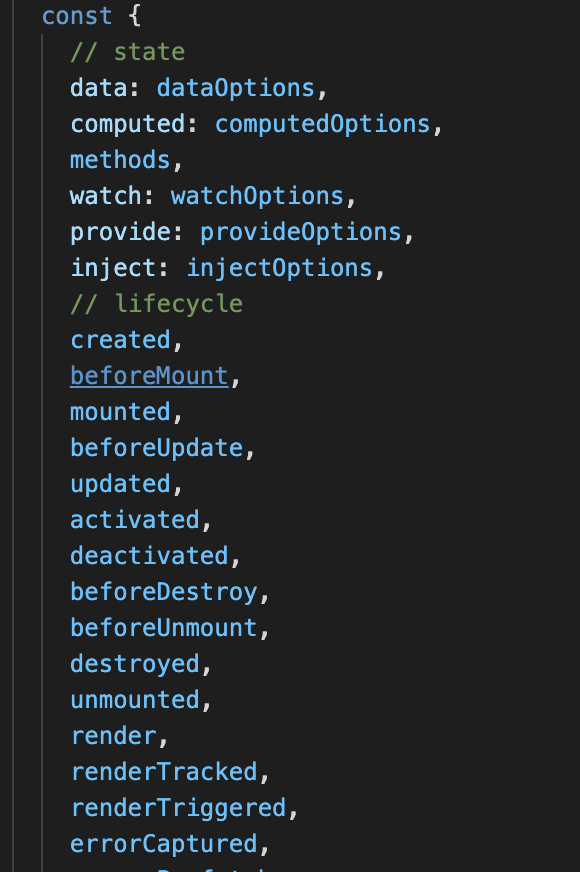 const {
// state
data: dataOptions,
computed: computedOptions,
methods,
watch: watchOptions,
provide: provideOptions,
inject: injectOptions,
// lifecycle
created,
beforeMount,
mounted,
beforeUpdate,
updated,
activated,
deactivated,
beforeDestroy,
beforeUnmount,
destroyed,
unmounted,
render,
renderTracked,
renderTriggered,
errorCaptured,